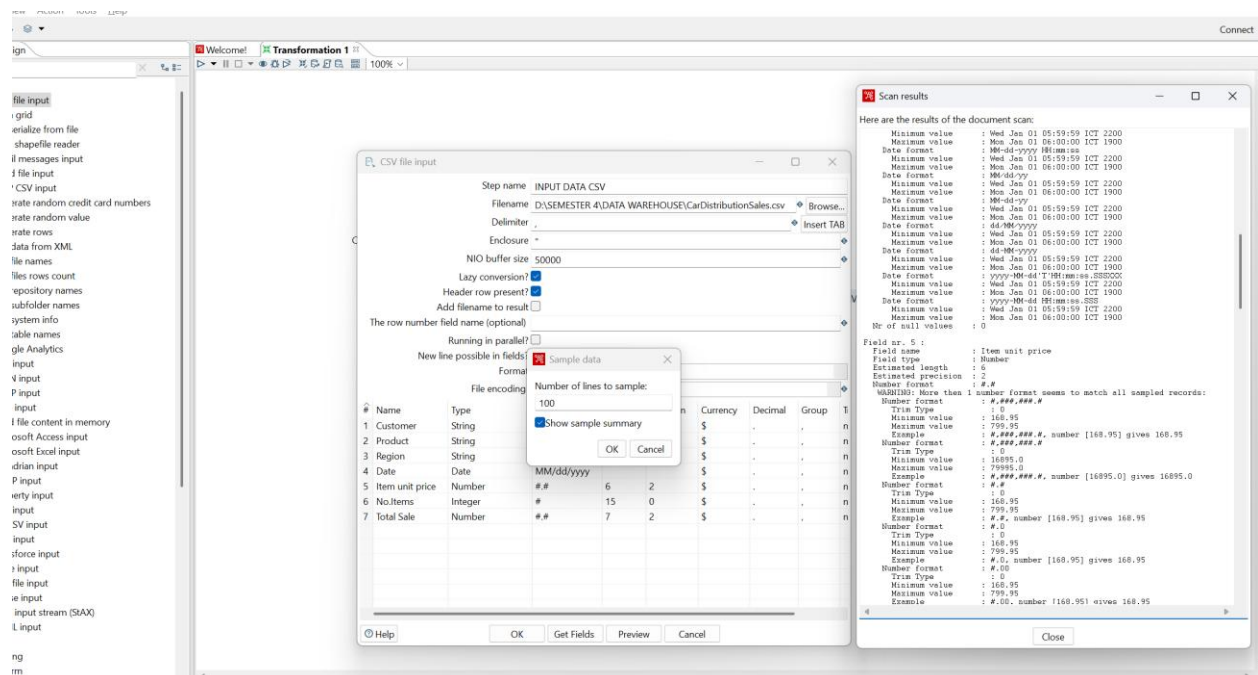 Action Tools Help
Connect
ign
Welcome! Transformation 1
100%
file input
grid
erialize from file
shapefile reader
il messages input
d file input
CSV input
erate random credit card numbers
erate random value
erate rows
data from XML
file names
files rows count
repository names
subfolder names
system info
table names
gle Analytics
input
N input
P input
input
d file content in memory
osoft Access input
osoft Excel input
drian input
P input
perty input
input
SV input
input
sforce input
e input
file input
se input
input stream (StAX)
L input
ng
rm
CSV file input
Step name INPUT DATA CSV
Filename D:\SEMESTER 4\DATA WAREHOUSE\CarDistributionSales.csv Browse...
Delimiter , Insert TAB
Enclosure "
NIO buffer size 50000
Lazy conversion?
Header row present?
Add filename to result
The row number field name (optional)
Running in parallel?
New line possible in fields?
Format
File encoding
# Name Type n Currency Decimal Group
1 Customer String $ . ,
2 Product String $ . ,
3 Region String $ . ,
4 Date Date MM/dd/yyyy $ . ,
5 Item unit price Number #.# 6 2 $ . ,
6 No.Items Integer # 15 0 $ . ,
7 Total Sale Number #.# 7 2 $ . ,
Help OK Get Fields Preview Cancel
Sample data
Number of lines to sample:
100
Show sample summary
OK Cancel
Scan results
Here are the results of the document scan:
Minimum value : Wed Jan 01 05:59:59 ICT 2200
Maximum value : Mon Jan 01 06:00:00 ICT 1900
Date format : MM-dd-yyyy HH:mm:ss
Minimum value : Wed Jan 01 05:59:59 ICT 2200
Maximum value : Mon Jan 01 06:00:00 ICT 1900
Date format : MM/dd/yy
Minimum value : Wed Jan 01 05:59:59 ICT 2200
Maximum value : Mon Jan 01 06:00:00 ICT 1900
Date format : MM-dd-yy
Minimum value : Wed Jan 01 05:59:59 ICT 2200
Maximum value : Mon Jan 01 06:00:00 ICT 1900
Date format : dd/MM/yyyy
Minimum value : Wed Jan 01 05:59:59 ICT 2200
Maximum value : Mon Jan 01 06:00:00 ICT 1900
Date format : dd-MM-yyyy
Minimum value : Wed Jan 01 05:59:59 ICT 2200
Maximum value : Mon Jan 01 06:00:00 ICT 1900
Date format : yyyy-MM-dd'T'HH:mm:ss.SSSXXX
Minimum value : Wed Jan 01 05:59:59 ICT 2200
Maximum value : Mon Jan 01 06:00:00 ICT 1900
Date format : yyyy-MM-dd HH:mm:ss.SSS
Minimum value : Wed Jan 01 05:59:59 ICT 2200
Maximum value : Mon Jan 01 06:00:00 ICT 1900
Nr of null values : 0
Field nr. 5 :
Field name : Item unit price
Field type : Number
Estimated length : 6
Estimated precision : 2
Number format : #.#
WARNING: More then 1 number format seems to match all sampled records:
Number format : #,###,###.#
Trim Type : 0
Minimum value : 168.95
Maximum value : 799.95
Example : #,###,###.#, number [168.95] gives 168.95
Number format : #,###,###.#
Trim Type : 0
Minimum value : 16895.0
Maximum value : 79995.0
Example : #,###,###.#, number [16895.0] gives 16895.0
Number format : #.#
Trim Type : 0
Minimum value : 168.95
Maximum value : 799.95
Example : #.#, number [168.95] gives 168.95
Number format : #.0
Trim Type : 0
Minimum value : 168.95
Maximum value : 799.95
Example : #.0, number [168.95] gives 168.95
Number format : #.00
Trim Type : 0
Minimum value : 168.95
Maximum value : 799.95
Example : #.00, number [168.95] gives 168.95
Close